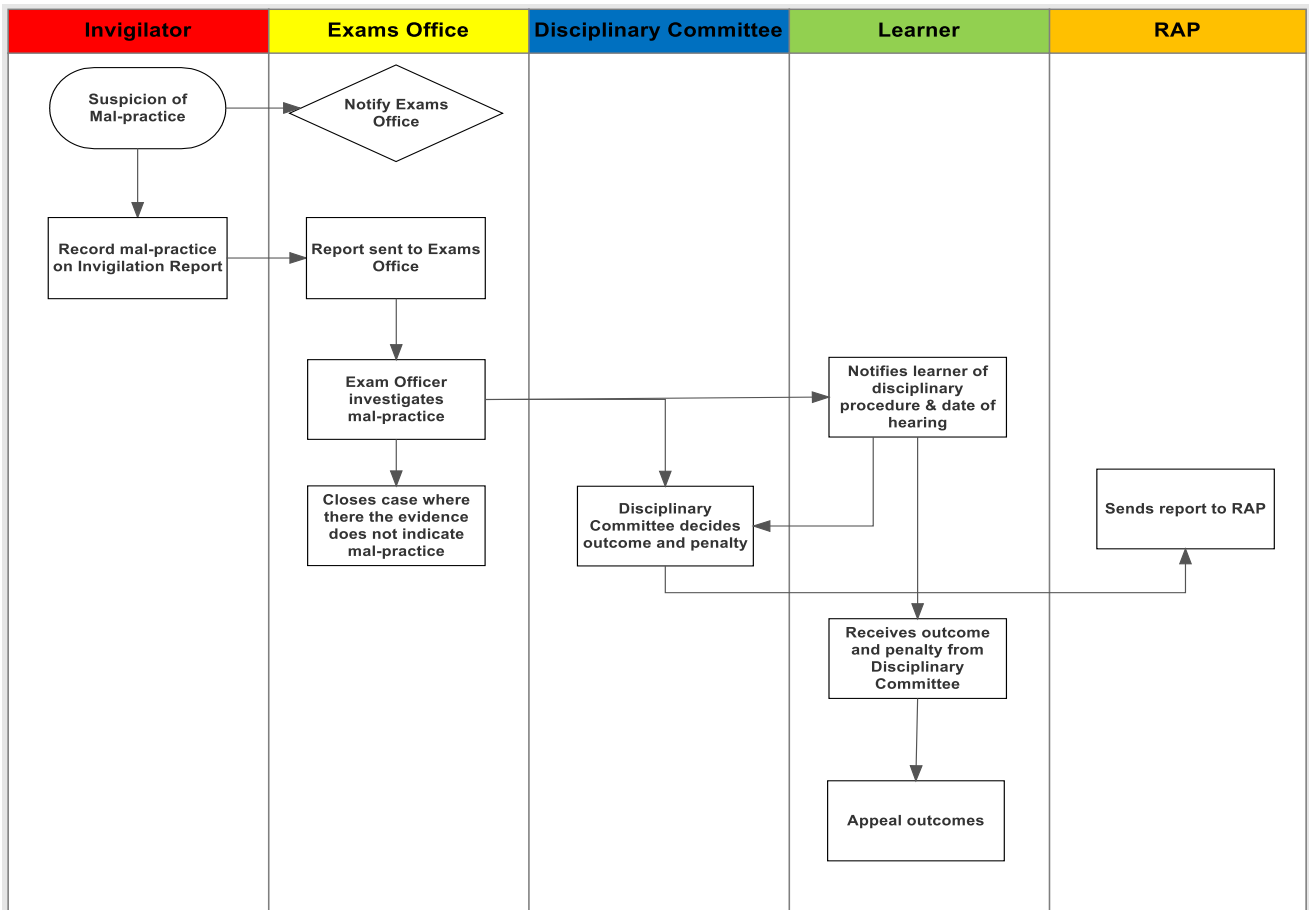 Invigilator
Exams Office
Disciplinary Committee
Learner
RAP
Suspicion of
Mal-practice
Notify Exams
Office
Record mal-practice
on Invigilation Report
Report sent to Exams
Office
Exam Officer
investigates
mal-practice
Notifies learner of
disciplinary
procedure & date of
hearing
Closes case where
there the evidence
does not indicate
mal-practice
Disciplinary
Committee decides
outcome and penalty
Sends report to RAP
Receives outcome
and penalty from
Disciplinary
Committee
Appeal outcomes